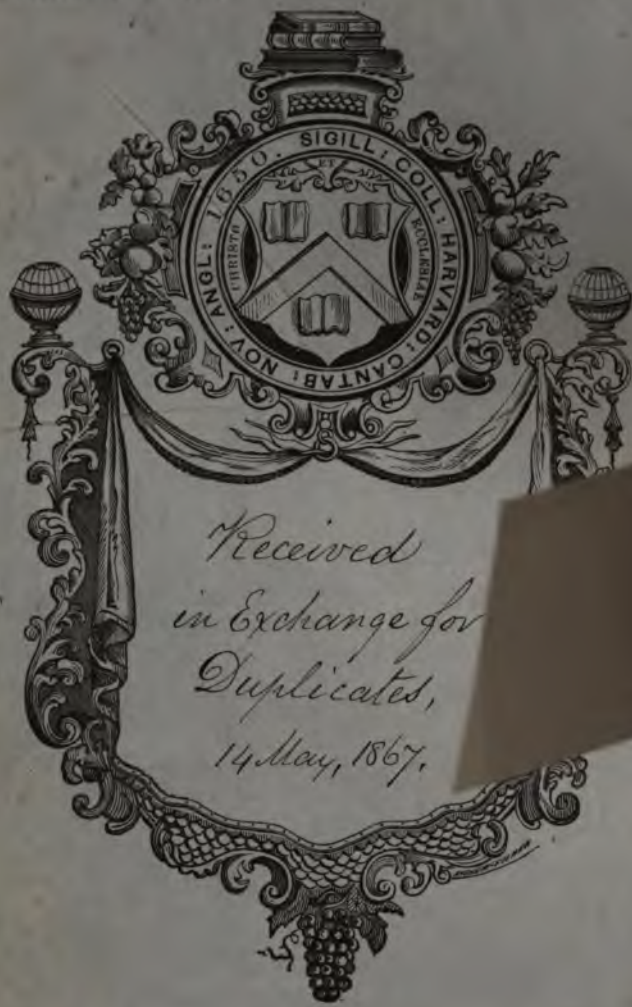 SIGILL: COLL: HARVARD: CANTAB: NOV: ANGL: 1650.
ET
CHRISTO
ECCLESIAE
Received
in Exchange for
Duplicates,
14 May, 1867.